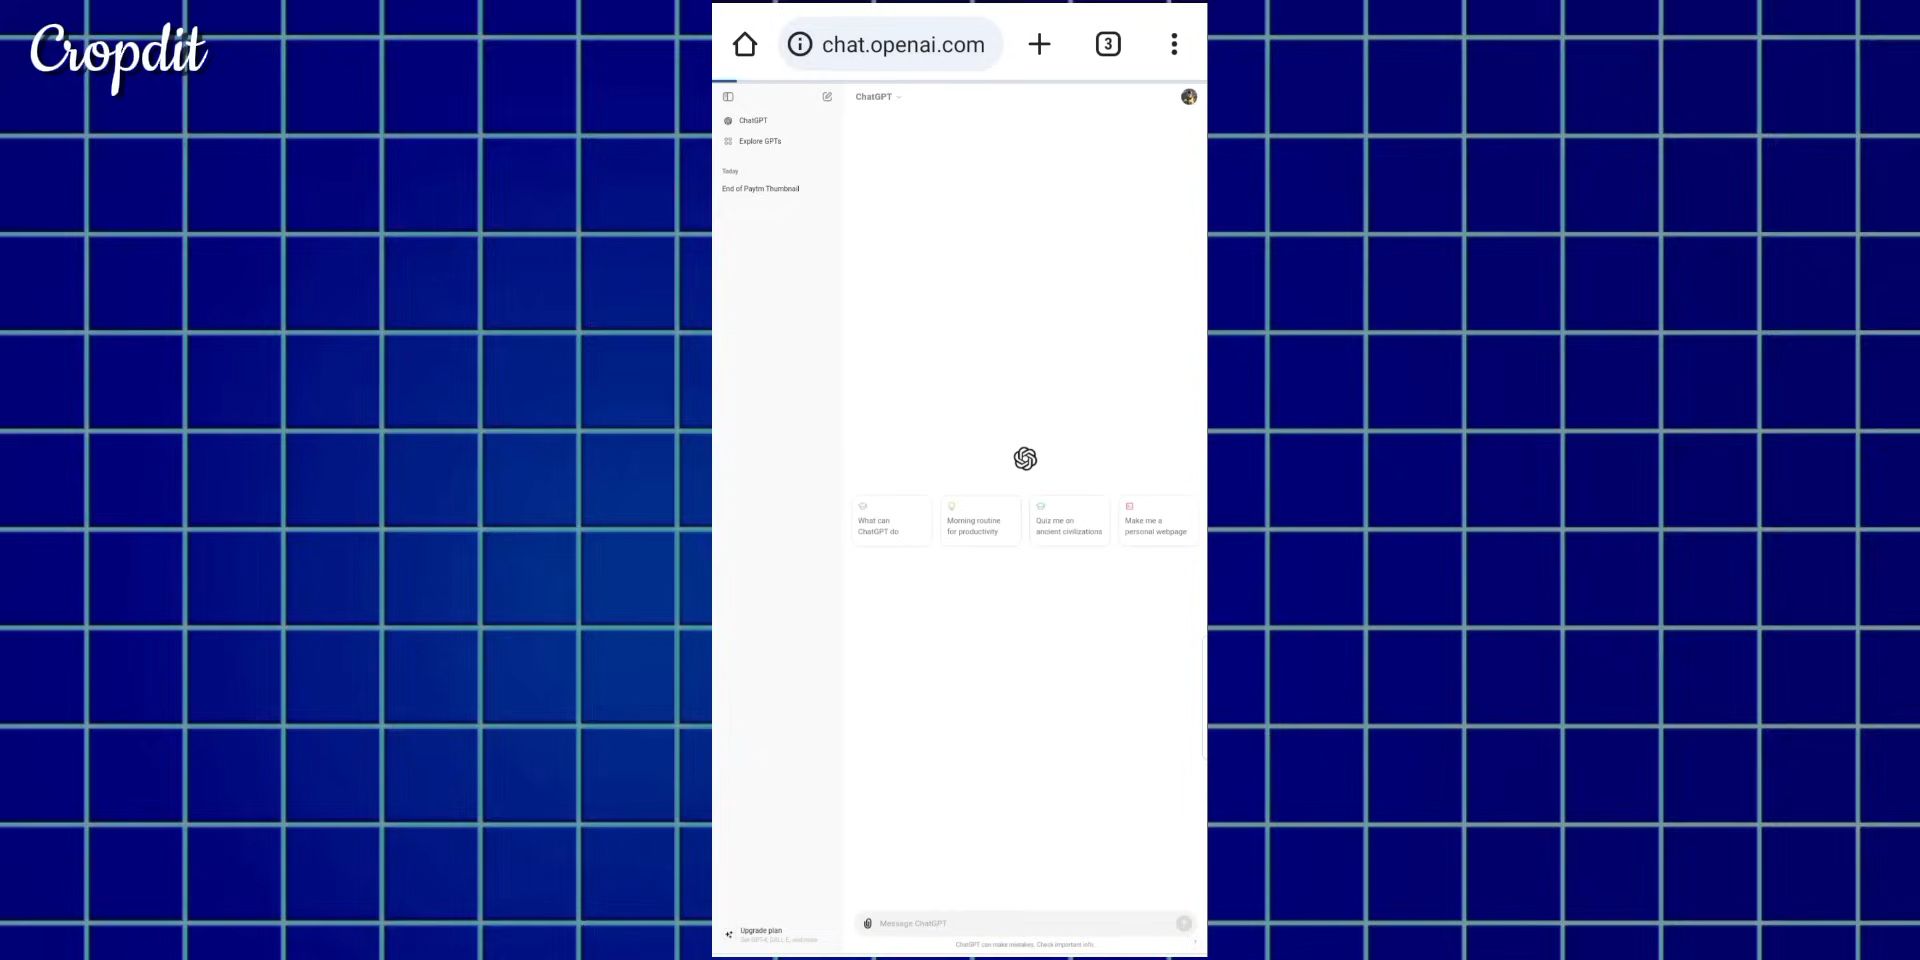 Cropdit
chat.openai.com
3
ChatGPT
ChatGPT
Explore GPTs
Today
End of Paytm Thumbnail
What can
ChatGPT do
Morning routine
for productivity
Quiz me on
ancient civilizations
Make me a
personal webpage
Message ChatGPT
Upgrade plan
ChatGPT can make mistakes. Check important info.